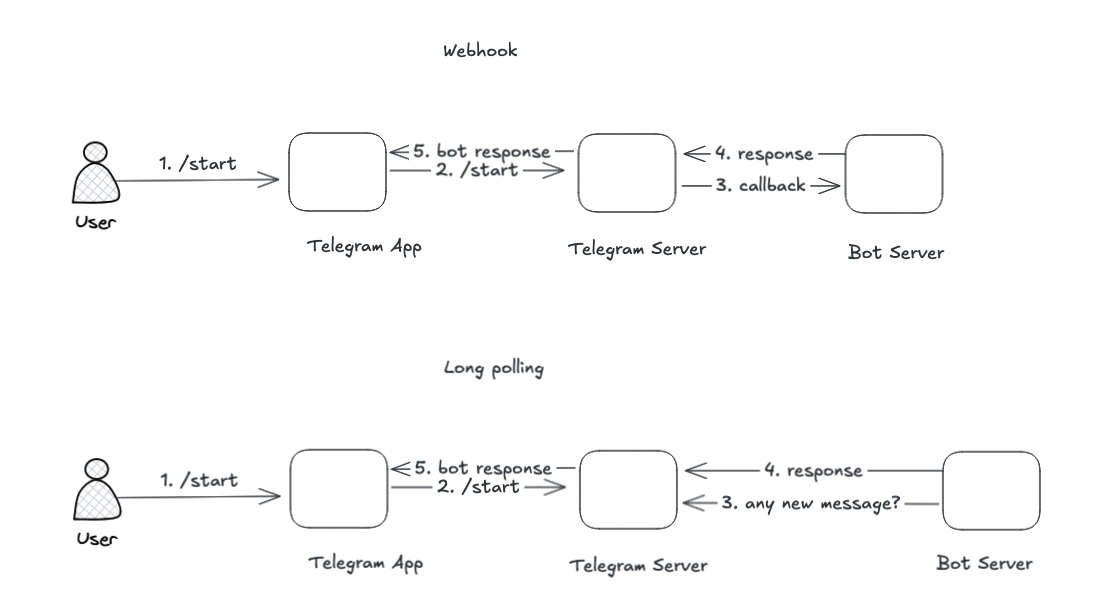 Webhook
1. /start
5. bot response
2. /start
4. response
3. callback
User
Telegram App
Telegram Server
Bot Server
Long polling
1. /start
5. bot response
2. /start
4. response
3. any new message?
User
Telegram App
Telegram Server
Bot Server